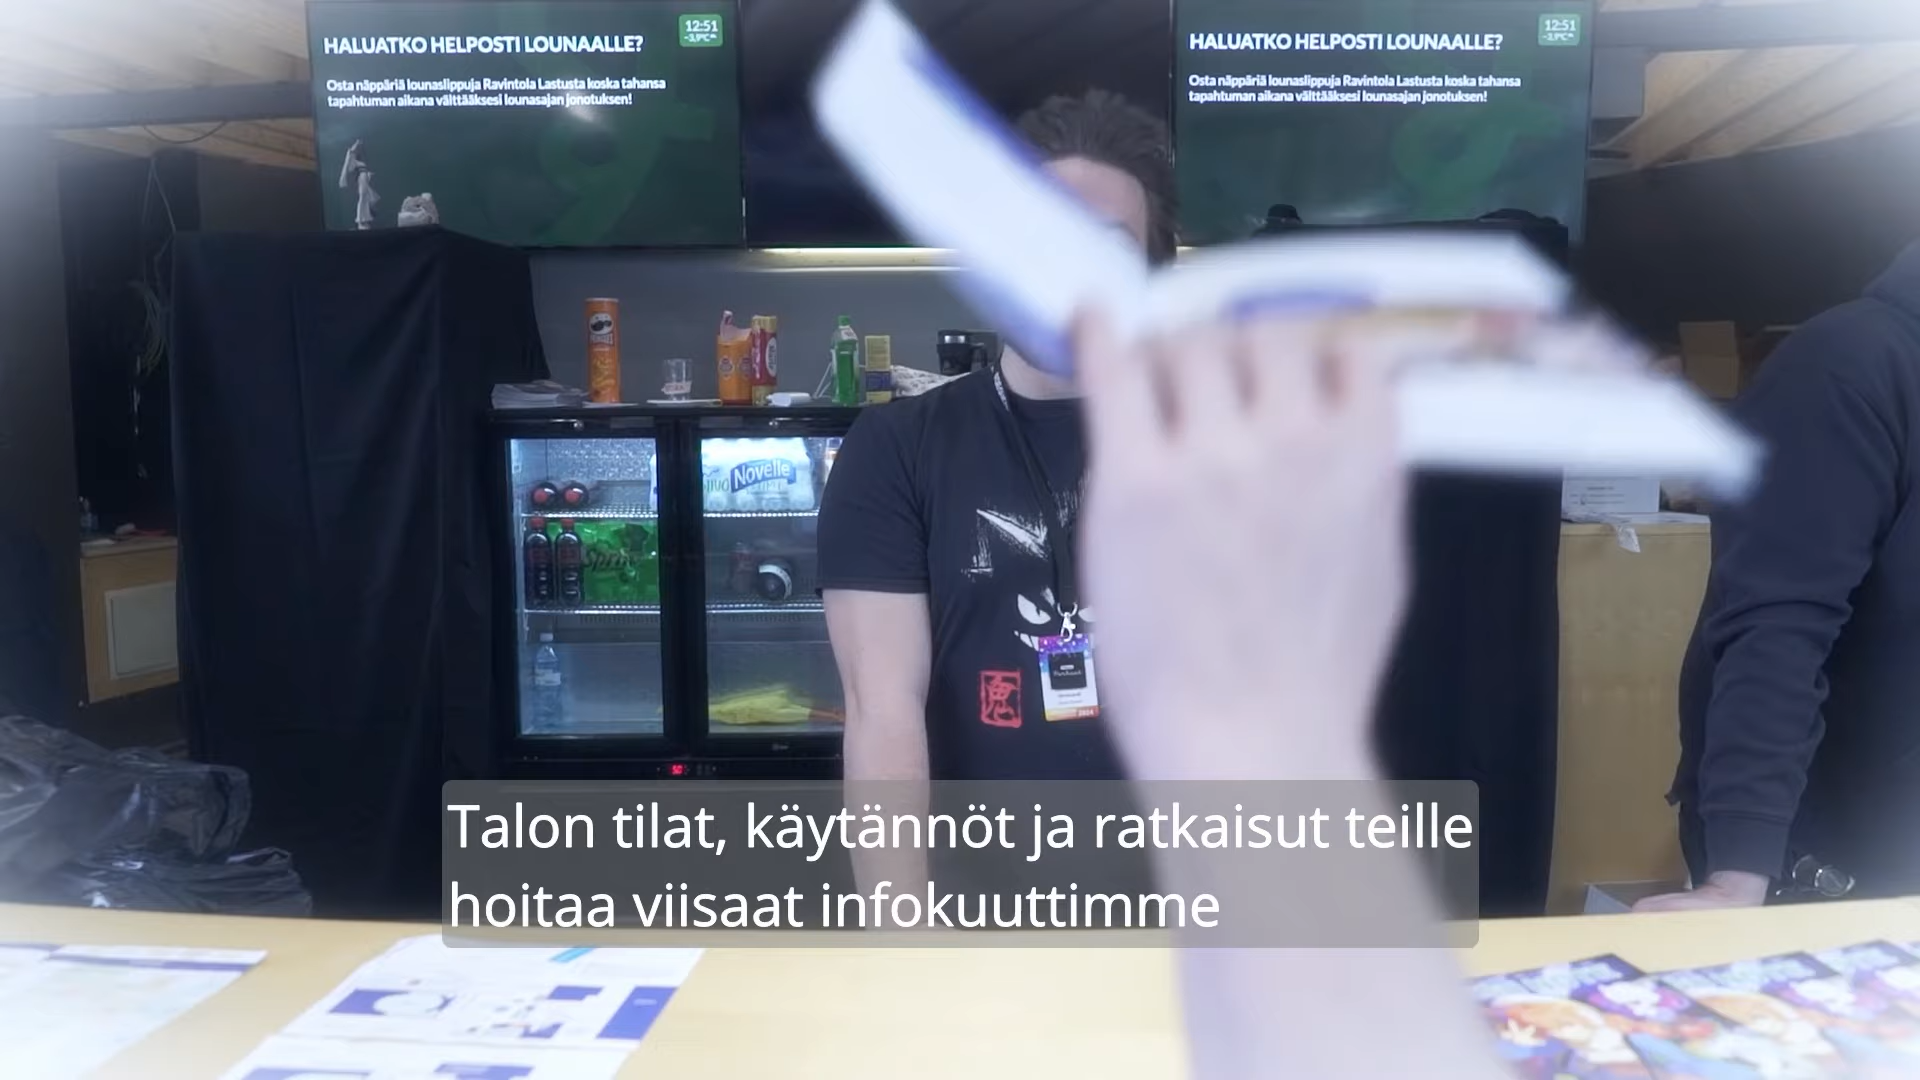 HALUATKO HELPOSTI LOUNAALLE?
12:51
Osta näppäriä lounaslippuja Ravintola Lastusta koska tahansa
tapahtuman aikana välttääksesi lounasajan jonotuksen!
HALUATKO HELPOSTI LOUNAALLE?
12:51
Osta näppäriä lounaslippuja Ravintola Lastusta koska tahansa
tapahtuman aikana välttääksesi lounasajan jonotuksen!
Novelle
Sprite
2024
Talon tilat, käytännöt ja ratkaisut teille
hoitaa viisaat infokuuttimme